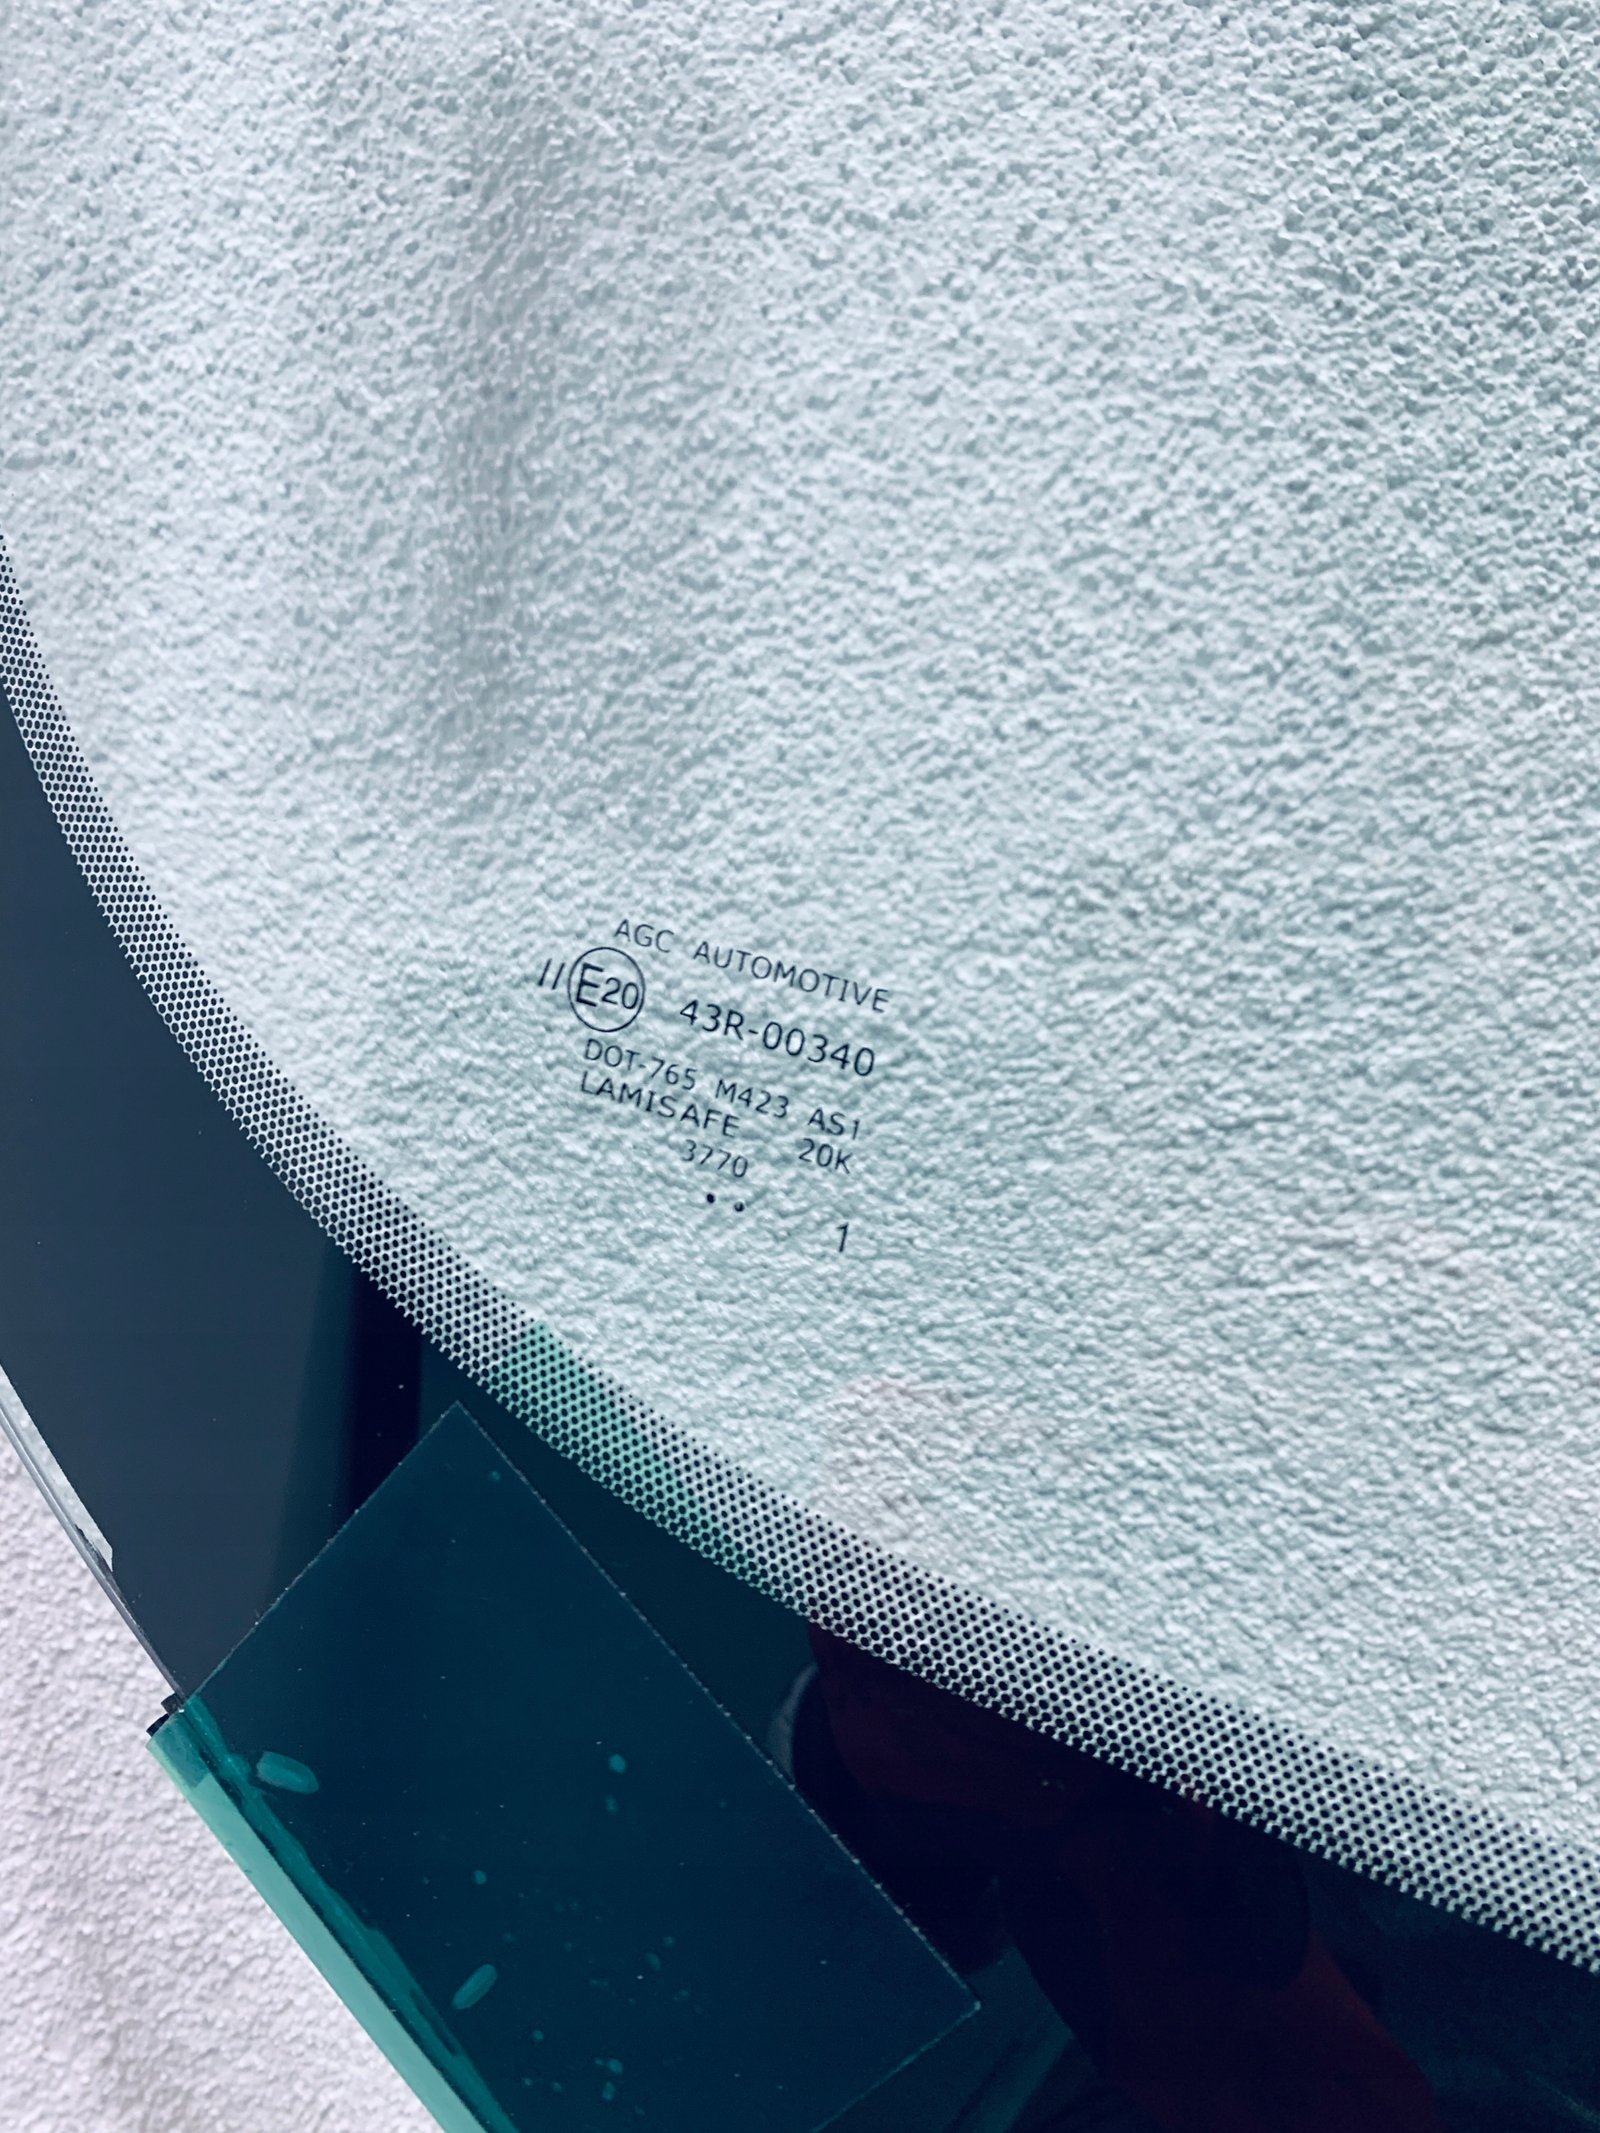 AGC AUTOMOTIVE
// E20 43R-00340
DOT-765 M423 AS1
LAMISAFE 20K
3770
. . 1